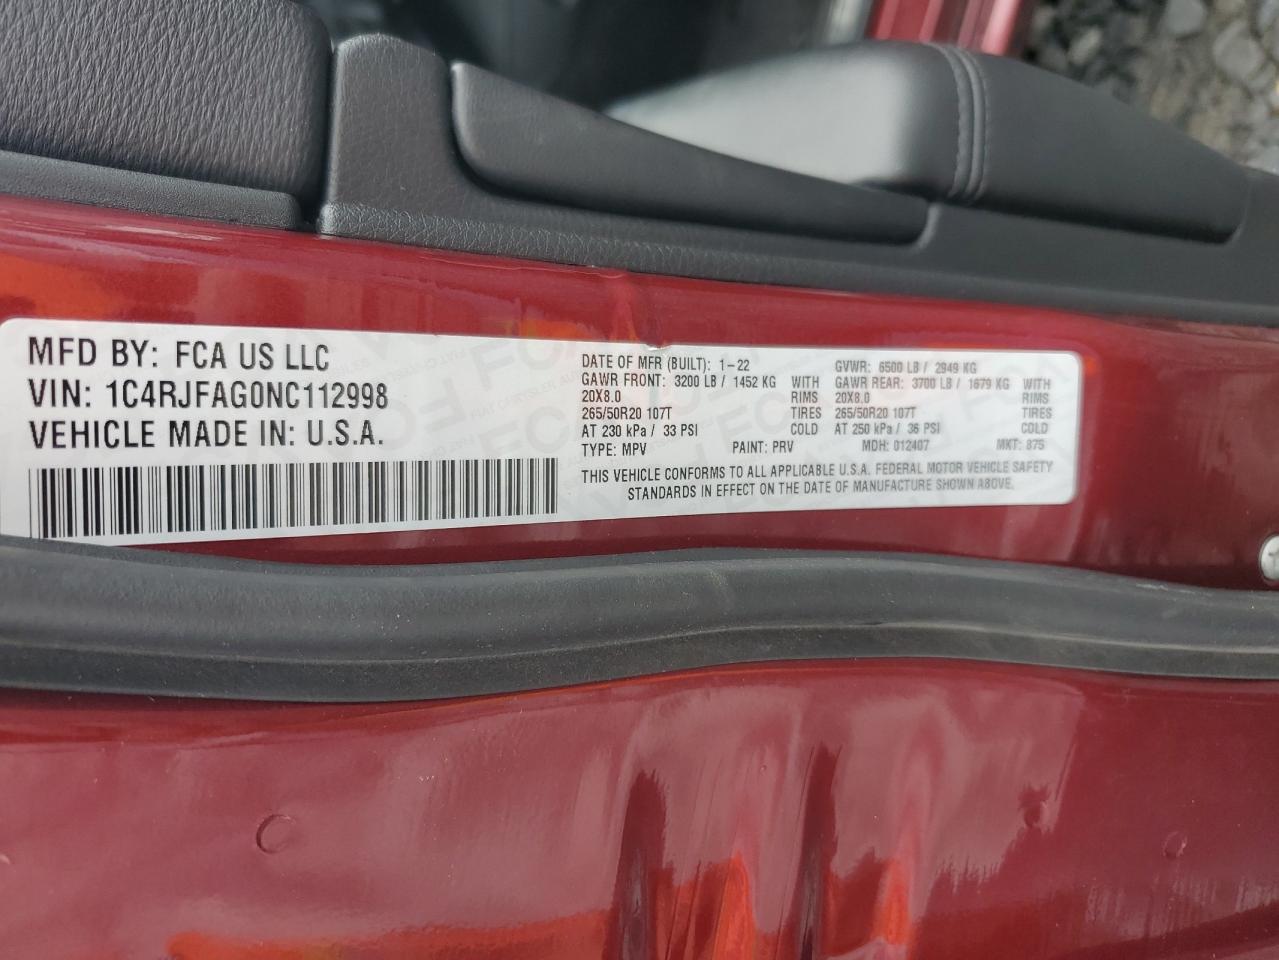 MFD BY: FCA US LLC
VIN: 1C4RJFAG0NC112998
VEHICLE MADE IN: U.S.A.
DATE OF MFR (BUILT): 1-22
GAWR FRONT: 3200 LB / 1452 KG WITH
20X8.0 RIMS
265/50R20 107T TIRES
AT 230 kPa / 33 PSI COLD
TYPE: MPV PAINT: PRV
GVWR: 6500 LB / 2949 KG
GAWR REAR: 3700 LB / 1679 KG WITH
20X8.0 RIMS
265/50R20 107T TIRES
AT 250 kPa / 36 PSI COLD
MDH: 012407 MKT: 875
THIS VEHICLE CONFORMS TO ALL APPLICABLE U.S.A. FEDERAL MOTOR VEHICLE SAFETY
STANDARDS IN EFFECT ON THE DATE OF MANUFACTURE SHOWN ABOVE.